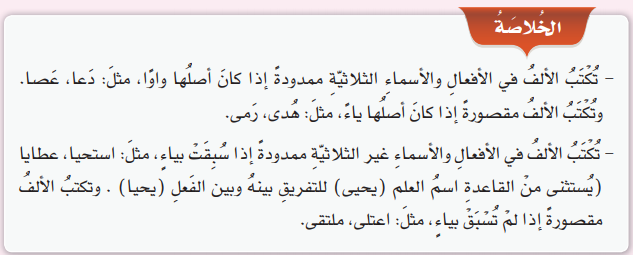 الخُلاصَةُ
– تُكْتَبُ الألفُ في الأفعالِ والأسماءِ الثلاثيّةِ ممدودةً إذا كانَ أصلُها واوًا، مثلَ: دَعا، عَصا.
وتُكْتَبُ الألفُ مقصورةً إذا كانَ أصلُها ياءً، مثلَ: هُدى، رَمى.
– تُكْتَبُ الألفُ في الأفعالِ والأسماءِ غير الثلاثيّةِ ممدودةً إذا سُبِقَتْ بياءٍ، مثلَ: استحيا، عطايا
(يُستثنى منْ القاعدةِ اسمُ العلم (يحيى) للتفريقِ بينهُ وبين الفَعلِ (يحيا) . وتكتبُ الألفُ
مقصورةً إذا لمْ تُسْبَقْ بياءٍ، مثلَ: اعتلى، ملتقى.